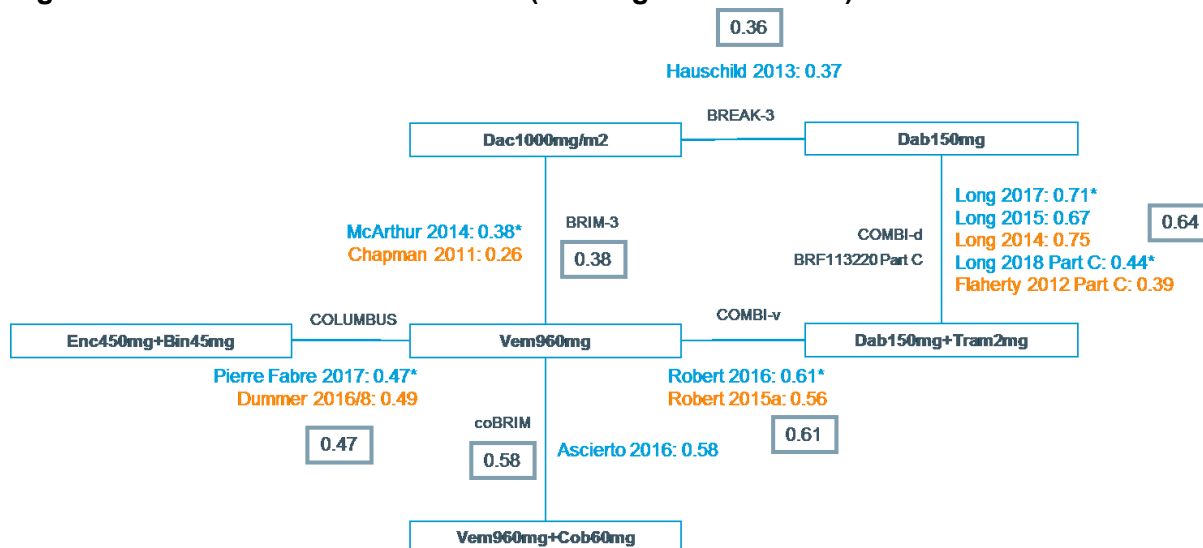 0.36
Hauschild 2013: 0.37
BREAK-3
Dac1000mg/m2
Dab150mg
McArthur 2014: 0.38*
Chapman 2011: 0.26
BRIM-3
0.38
COMBI-d
BRF113220 Part C
Long 2017: 0.71*
Long 2015: 0.67
Long 2014: 0.75
Long 2018 Part C: 0.44*
Flaherty 2012 Part C: 0.39
0.64
COLUMBUS
COMBI-v
Enc450mg+Bin45mg
Vem960mg
Dab150mg+Tram2mg
Pierre Fabre 2017: 0.47*
Dummer 2016/8: 0.49
0.47
Robert 2016: 0.61*
Robert 2015a: 0.56
0.61
coBRIM
0.58
Ascierto 2016: 0.58
Vem960mg+Cob60mg